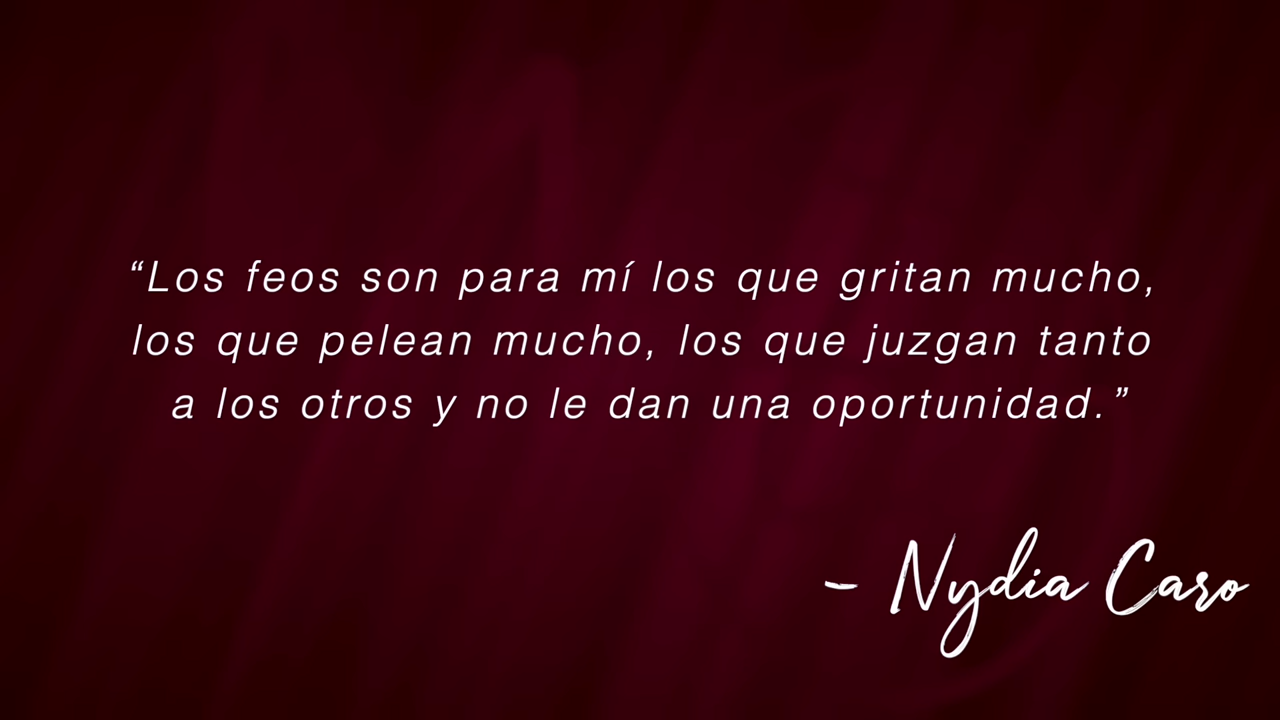 “Los feos son para mí los que gritan mucho,
los que pelean mucho, los que juzgan tanto
a los otros y no le dan una oportunidad.”
– Nydia Caro